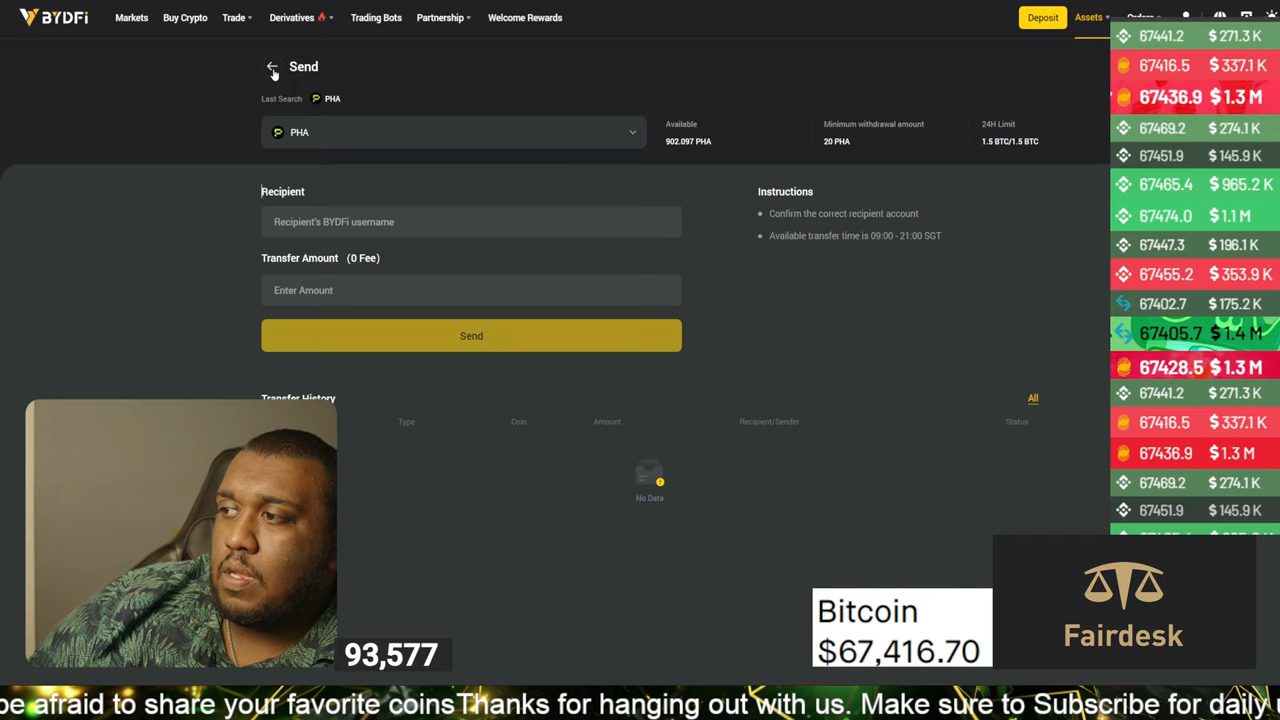 BYDFi Markets Buy Crypto Trade Derivatives Trading Bots Partnership Welcome Rewards Deposit Assets Orders
Send
Last Search PHA
PHA
Available
902.097 PHA
Minimum withdrawal amount
20 PHA
24H Limit
1.5 BTC/1.5 BTC
Recipient
Recipient's BYDFi username
Transfer Amount (0 Fee)
Enter Amount
Send
Instructions
Confirm the correct recipient account
Available transfer time is 09:00 - 21:00 SGT
Transfer History
All
Type Coin Amount Recipient/Sender Status
No Data
67441.2 $271.3 K
67416.5 $337.1 K
67436.9 $1.3 M
67469.2 $274.1 K
67451.9 $145.9K
67465.4 $965.2 K
67474.0 $1.1 M
67447.3 $196.1 K
67455.2 $353.9 K
67402.7 $175.2 K
67405.7 $1.4 M
67428.5 $1.3 M
67441.2 $271.3 K
67416.5 $337.1 K
67436.9 $1.3 M
67469.2 $274.1 K
67451.9 $145.9K
Fairdesk
Bitcoin
$67,416.70
93,577
be afraid to share your favorite coinsThanks for hanging out with us. Make sure to Subscribe for daily